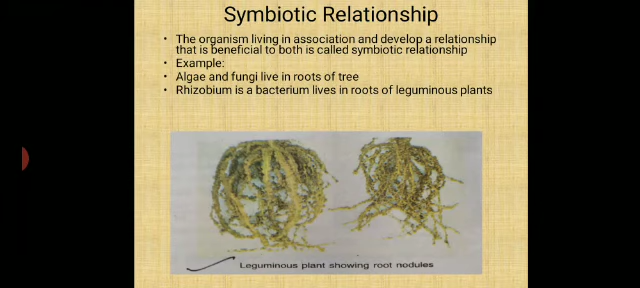 Symbiotic Relationship
• The organism living in association and develop a relationship
that is beneficial to both is called symbiotic relationship
• Example:
• Algae and fungi live in roots of tree
• Rhizobium is a bacterium lives in roots of leguminous plants
Leguminous plant showing root nodules